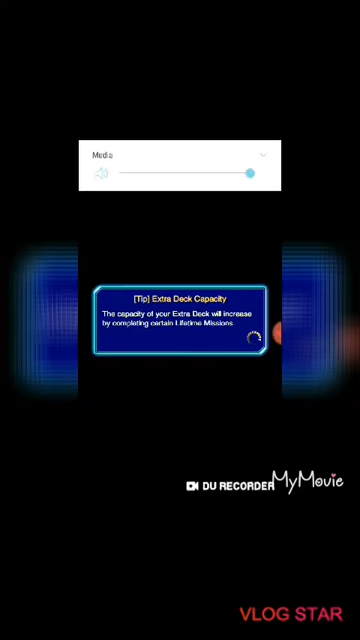 Media
[Tip] Extra Deck Capacity
The capacity of your Extra Deck will increase
by completing certain Lifetime Missions.
DU RECORDER
MyMovie
VLOG STAR